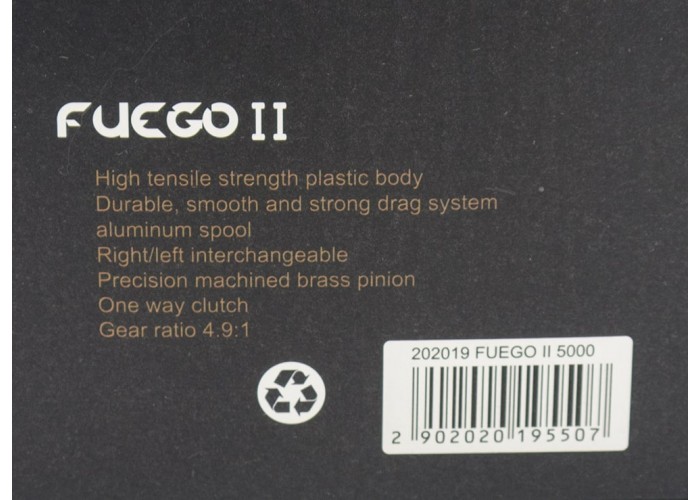 FUEGO II
High tensile strength plastic body
Durable, smooth and strong drag system
aluminum spool
Right/left interchangeable
Precision machined brass pinion
One way clutch
Gear ratio 4.9:1
202019 FUEGO II 5000
2 902020 195507